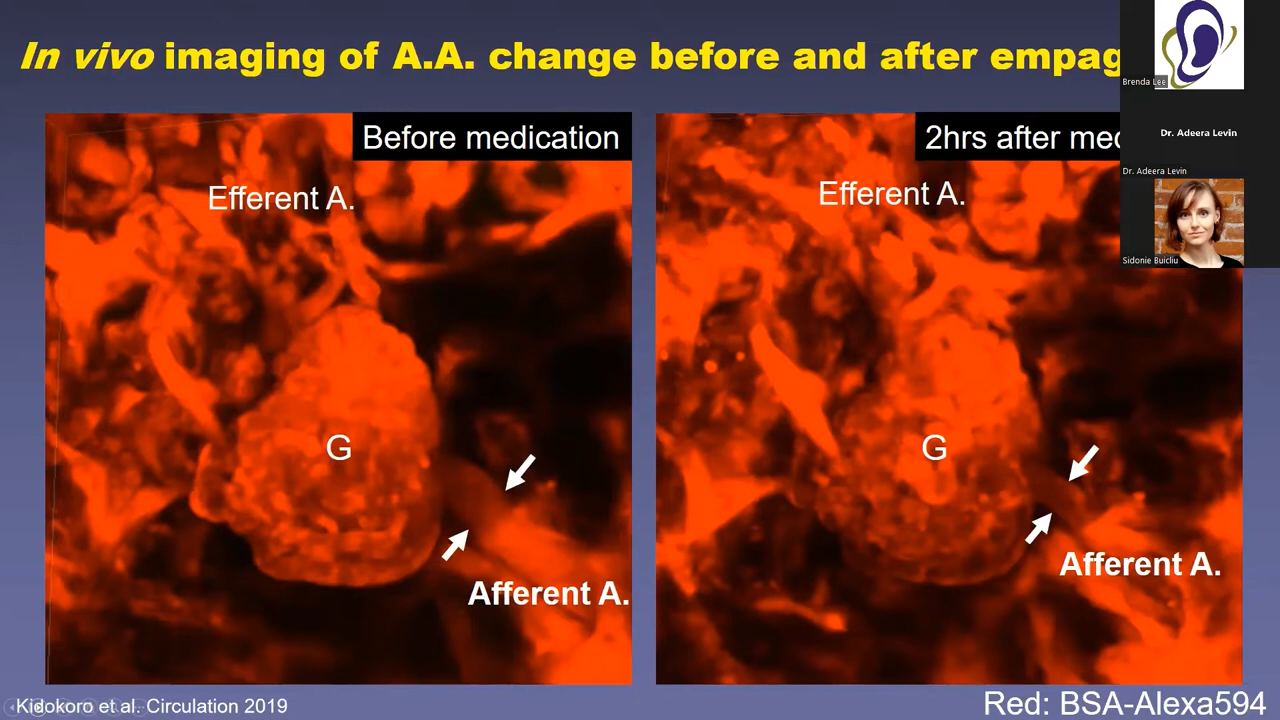 In vivo imaging of A.A. change before and after empag
Brenda Lee
Dr. Adeera Levin
Dr. Adeera Levin
Sidonie Buicliu
Before medication
2hrs after med
Efferent A.
Efferent A.
G
G
Afferent A.
Afferent A.
Kidokoro et al. Circulation 2019
Red: BSA-Alexa594